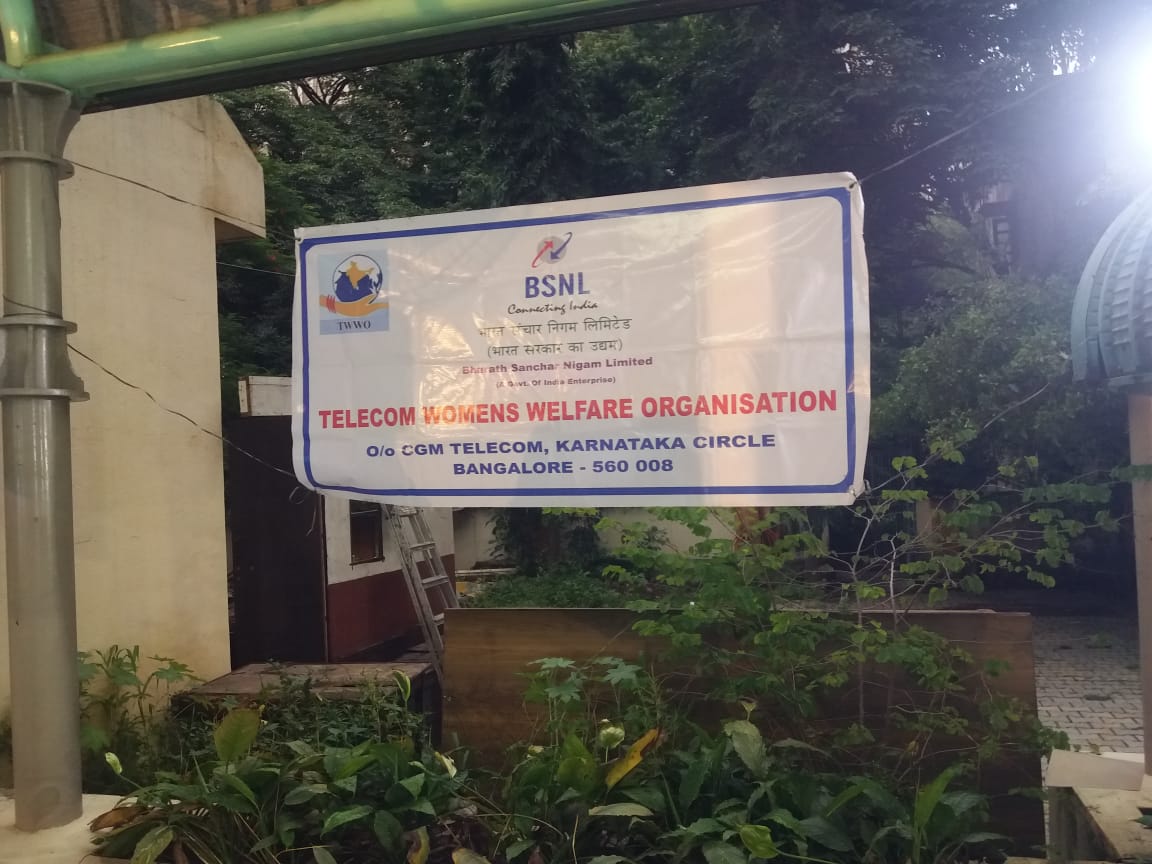 TWWO
BSNL
Connecting India
भारत संचार निगम लिमिटेड
(भारत सरकार का उद्यम)
Bharath Sanchar Nigam Limited
(A Govt. Of India Enterprise)
TELECOM WOMENS WELFARE ORGANISATION
O/o CGM TELECOM, KARNATAKA CIRCLE
BANGALORE - 560 008